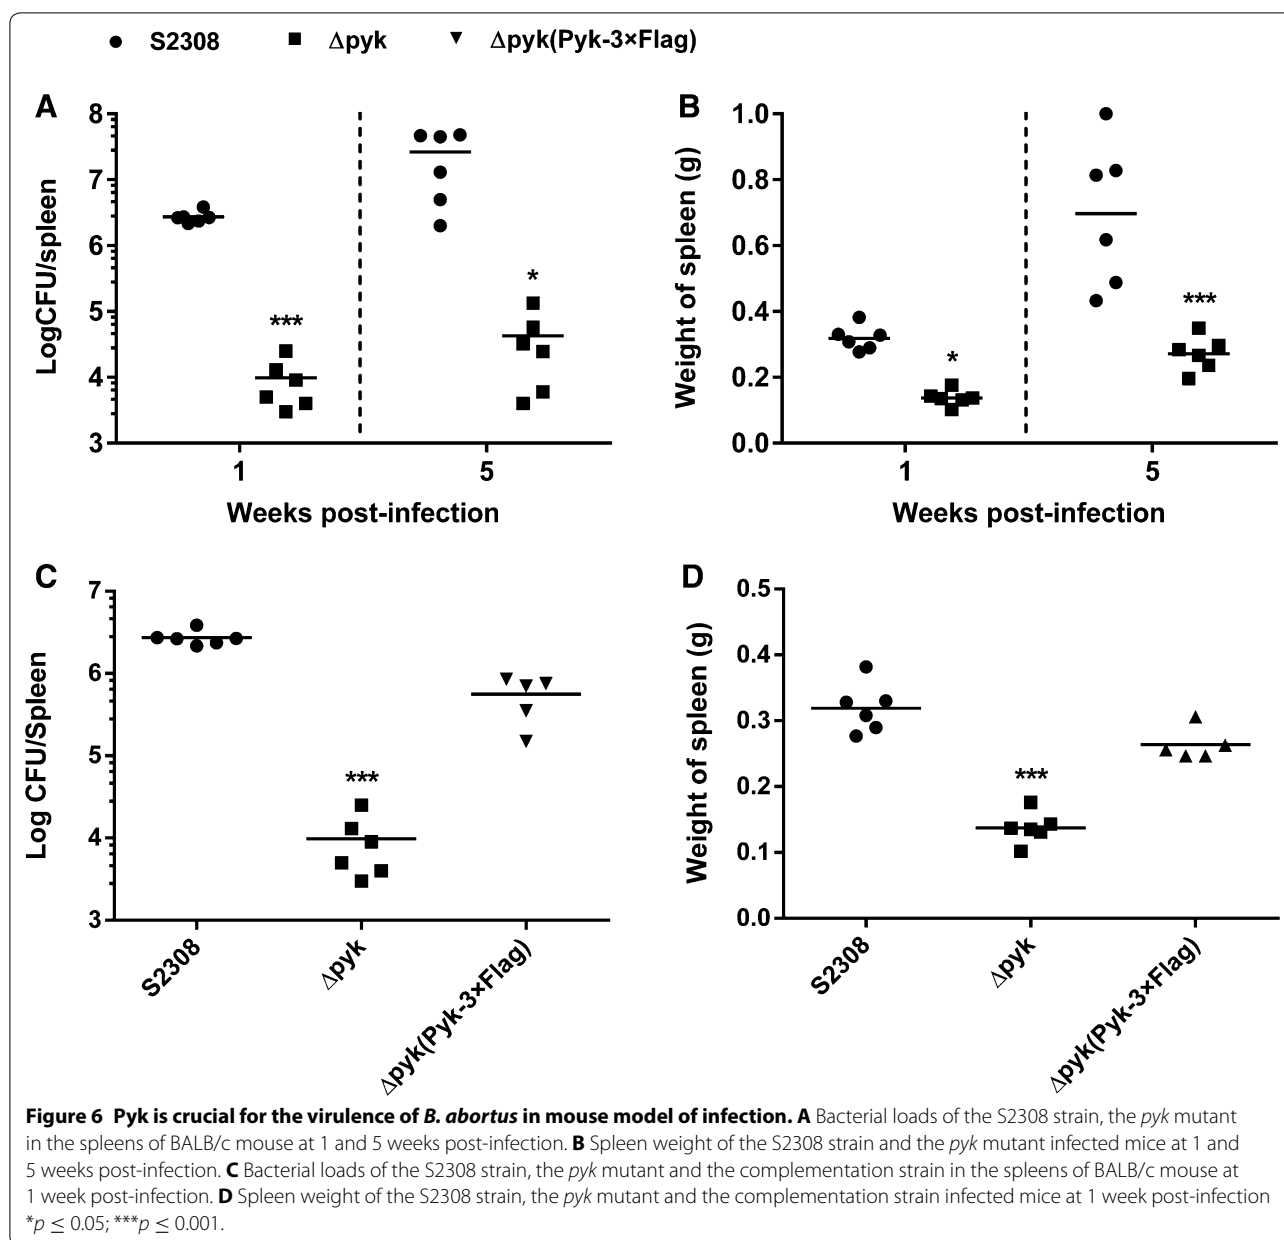 S2308 Δpyk Δpyk(Pyk-3×Flag)
A
LogCFU/spleen
8
7
6
5
4
3
***
*
1 5
Weeks post-infection
B
Weight of spleen (g)
1.0
0.8
0.6
0.4
0.2
0.0
*
***
1 5
Weeks post-infection
C
Log CFU/Spleen
7
6
5
4
3
***
S2308
Δpyk
Δpyk(Pyk-3×Flag)
D
Weight of spleen (g)
0.5
0.4
0.3
0.2
0.1
0.0
***
S2308
Δpyk
Δpyk(Pyk-3×Flag)
Figure 6 Pyk is crucial for the virulence of B. abortus in mouse model of infection. A Bacterial loads of the S2308 strain, the pyk mutant
in the spleens of BALB/c mouse at 1 and 5 weeks post-infection. B Spleen weight of the S2308 strain and the pyk mutant infected mice at 1 and
5 weeks post-infection. C Bacterial loads of the S2308 strain, the pyk mutant and the complementation strain in the spleens of BALB/c mouse at
1 week post-infection. D Spleen weight of the S2308 strain, the pyk mutant and the complementation strain infected mice at 1 week post-infection
*p ≤ 0.05; ***p ≤ 0.001.